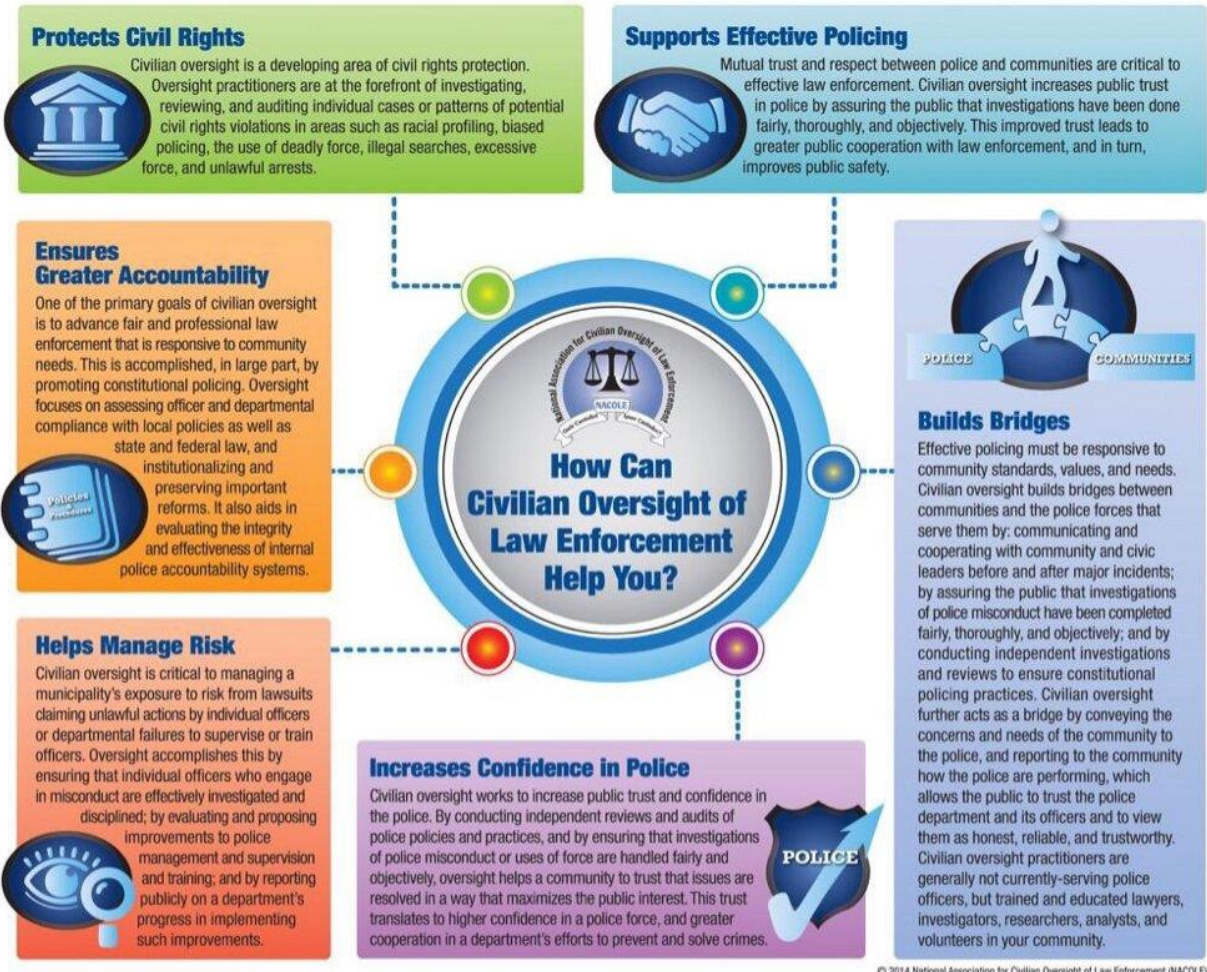 Protects Civil Rights
Civilian oversight is a developing area of civil rights protection.
Oversight practitioners are at the forefront of investigating,
reviewing, and auditing individual cases or patterns of potential
civil rights violations in areas such as racial profiling, biased
policing, the use of deadly force, illegal searches, excessive
force, and unlawful arrests.
Supports Effective Policing
Mutual trust and respect between police and communities are critical to
effective law enforcement. Civilian oversight increases public trust
in police by assuring the public that investigations have been done
fairly, thoroughly, and objectively. This improved trust leads to
greater public cooperation with law enforcement, and in turn,
improves public safety.
Ensures
Greater Accountability
One of the primary goals of civilian oversight
is to advance fair and professional law
enforcement that is responsive to community
needs. This is accomplished, in large part, by
promoting constitutional policing. Oversight
focuses on assessing officer and departmental
compliance with local policies as well as
state and federal law, and
institutionalizing and
preserving important
reforms. It also aids in
evaluating the integrity
and effectiveness of internal
police accountability systems.
Policies
&
Procedures
National Association for Civilian Oversight of Law Enforcement
NACOLE
How Can
Civilian Oversight of
Law Enforcement
Help You?
POLICE
COMMUNITIES
Builds Bridges
Effective policing must be responsive to
community standards, values, and needs.
Civilian oversight builds bridges between
communities and the police forces that
serve them by: communicating and
cooperating with community and civic
leaders before and after major incidents;
by assuring the public that investigations
of police misconduct have been completed
fairly, thoroughly, and objectively; and by
conducting independent investigations
and reviews to ensure constitutional
policing practices. Civilian oversight
further acts as a bridge by conveying the
concerns and needs of the community to
the police, and reporting to the community
how the police are performing, which
allows the public to trust the police
department and its officers and to view
them as honest, reliable, and trustworthy.
Civilian oversight practitioners are
generally not currently-serving police
officers, but trained and educated lawyers,
investigators, researchers, analysts, and
volunteers in your community.
Helps Manage Risk
Civilian oversight is critical to managing a
municipality's exposure to risk from lawsuits
claiming unlawful actions by individual officers
or departmental failures to supervise or train
officers. Oversight accomplishes this by
ensuring that individual officers who engage
in misconduct are effectively investigated and
disciplined; by evaluating and proposing
improvements to police
management and supervision
and training; and by reporting
publicly on a department's
progress in implementing
such improvements.
Increases Confidence in Police
Civilian oversight works to increase public trust and confidence in
the police. By conducting independent reviews and audits of
police policies and practices, and by ensuring that investigations
of police misconduct or uses of force are handled fairly and
objectively, oversight helps a community to trust that issues are
resolved in a way that maximizes the public interest. This trust
translates to higher confidence in a police force, and greater
cooperation in a department's efforts to prevent and solve crimes.
POLICE
© 2014 National Association for Civilian Oversight of Law Enforcement (NACOLE)